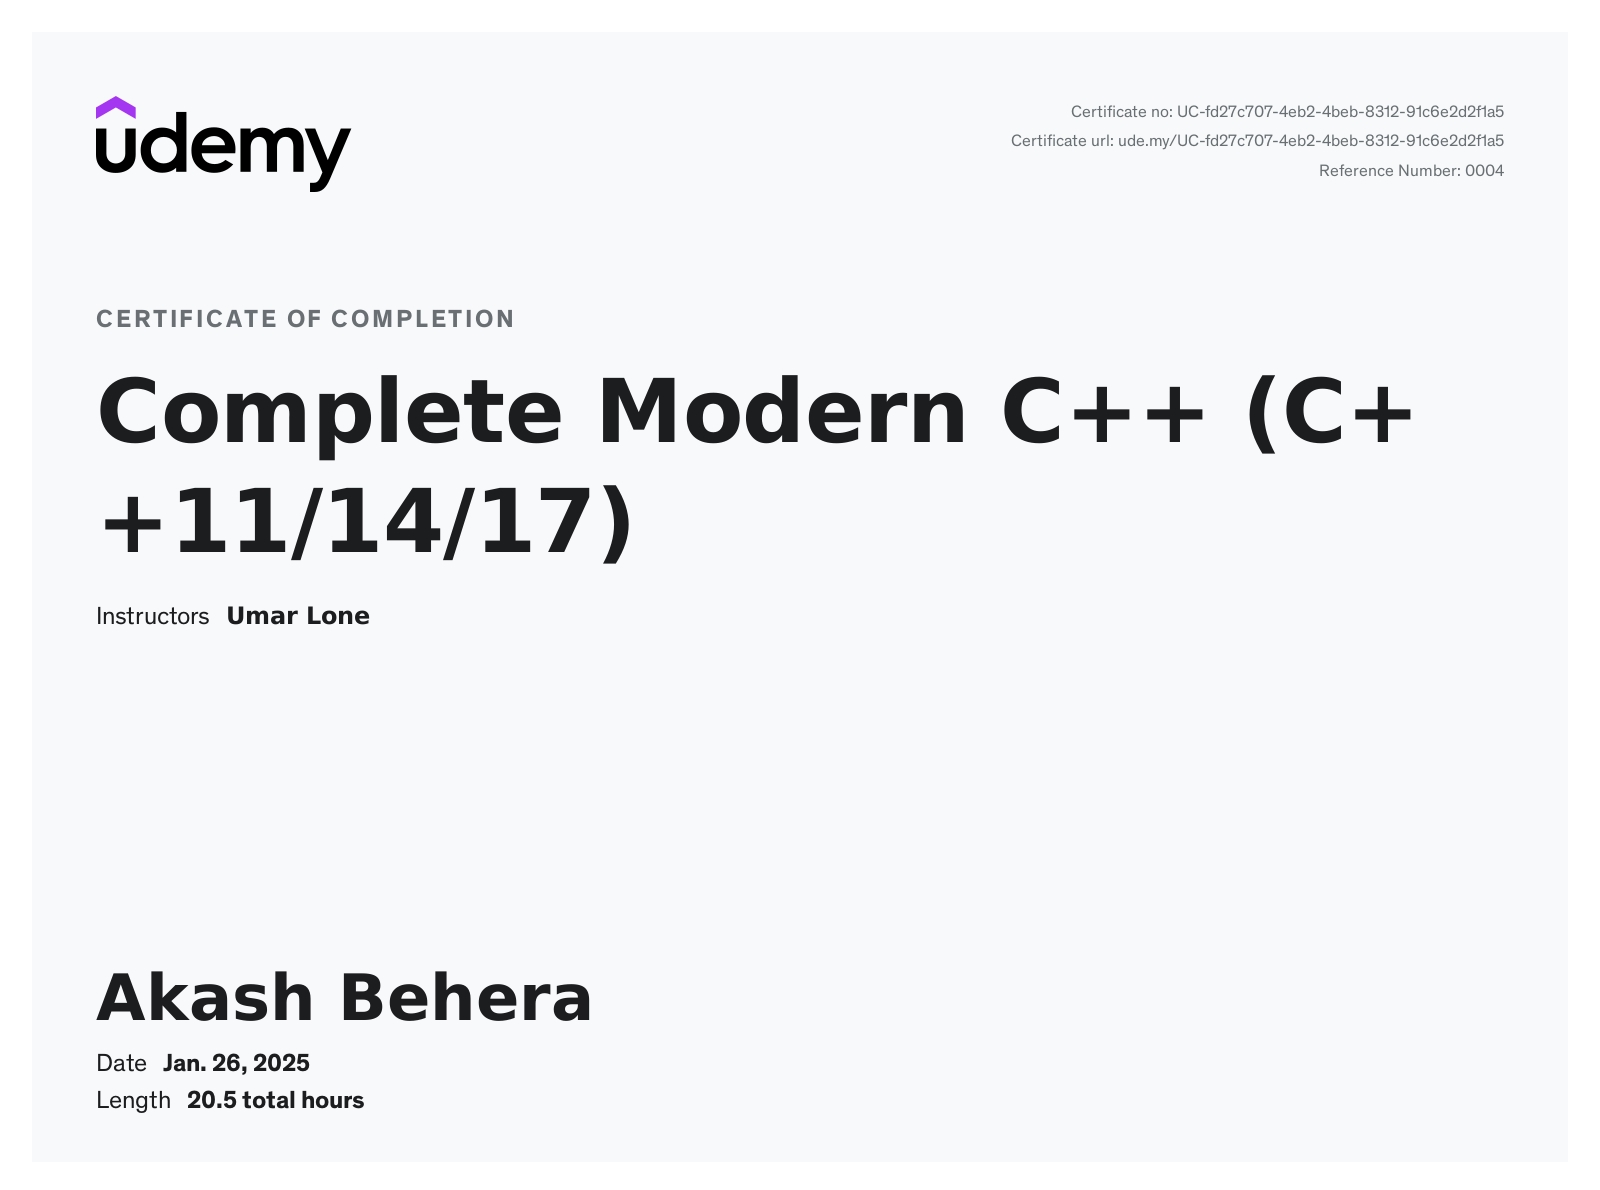 udemy
Certificate no: UC-fd27c707-4eb2-4beb-8312-91c6e2d2f1a5
Certificate url: ude.my/UC-fd27c707-4eb2-4beb-8312-91c6e2d2f1a5
Reference Number: 0004
CERTIFICATE OF COMPLETION
Complete Modern C++ (C+
+11/14/17)
Instructors Umar Lone
Akash Behera
Date Jan. 26, 2025
Length 20.5 total hours